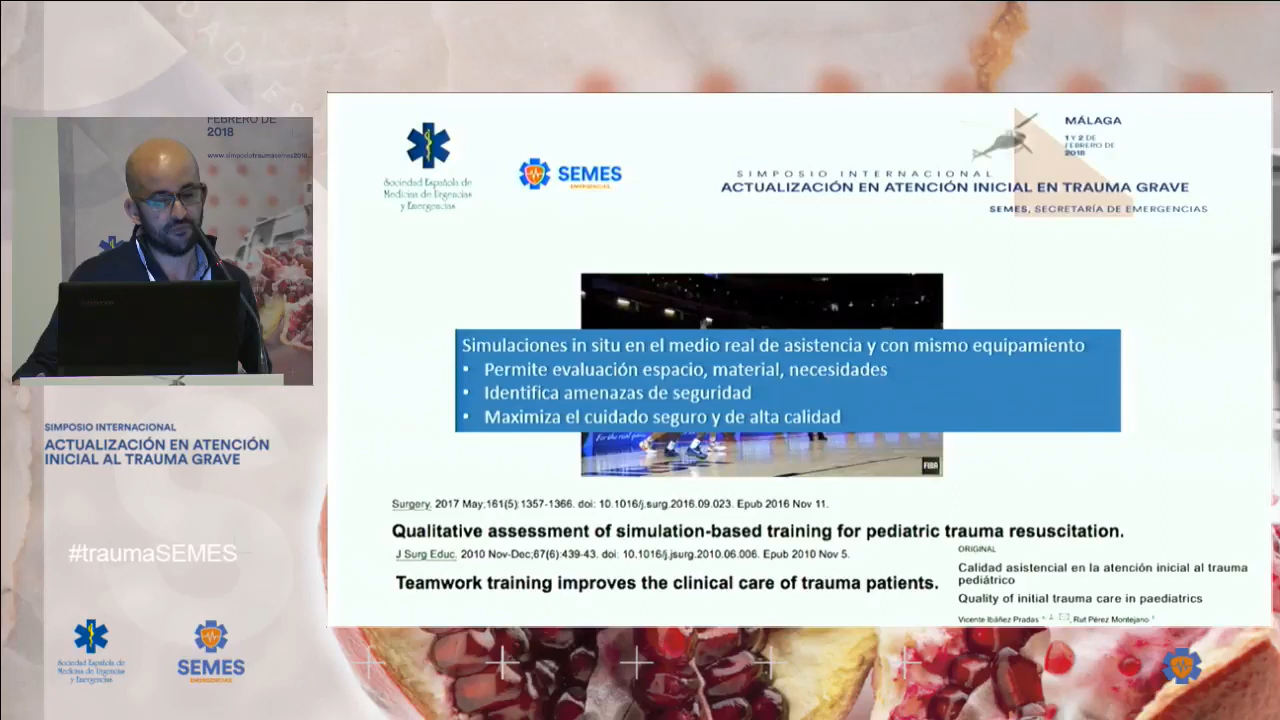 FEBRERO DE
2018
www.simposiotraumasemes2018.
SIMPOSIO INTERNACIONAL
ACTUALIZACIÓN EN ATENCIÓN
INICIAL AL TRAUMA GRAVE
#traumaSEMES
Sociedad Española de
Medicina de Urgencias
y Emergencias
SEMES
EMERGENCIAS
Sociedad Española de
Medicina de Urgencias
y Emergencias
SEMES
EMERGENCIAS
MÁLAGA
1 Y 2 DE
FEBRERO DE
2018
SIMPOSIO INTERNACIONAL
ACTUALIZACIÓN EN ATENCIÓN INICIAL EN TRAUMA GRAVE
SEMES, SECRETARÍA DE EMERGENCIAS
Simulaciones in situ en el medio real de asistencia y con mismo equipamiento
• Permite evaluación espacio, material, necesidades
• Identifica amenazas de seguridad
• Maximiza el cuidado seguro y de alta calidad
FIBA
Surgery. 2017 May;161(5):1357-1366. doi: 10.1016/j.surg.2016.09.023. Epub 2016 Nov 11.
Qualitative assessment of simulation-based training for pediatric trauma resuscitation.
J Surg Educ. 2010 Nov-Dec;67(6):439-43. doi: 10.1016/j.jsurg.2010.06.006. Epub 2010 Nov 5.
Teamwork training improves the clinical care of trauma patients.
ORIGINAL
Calidad asistencial en la atención inicial al trauma
pediátrico
Quality of initial trauma care in paediatrics
Vicente Ibáñez Pradas, Rut Pérez Montejano